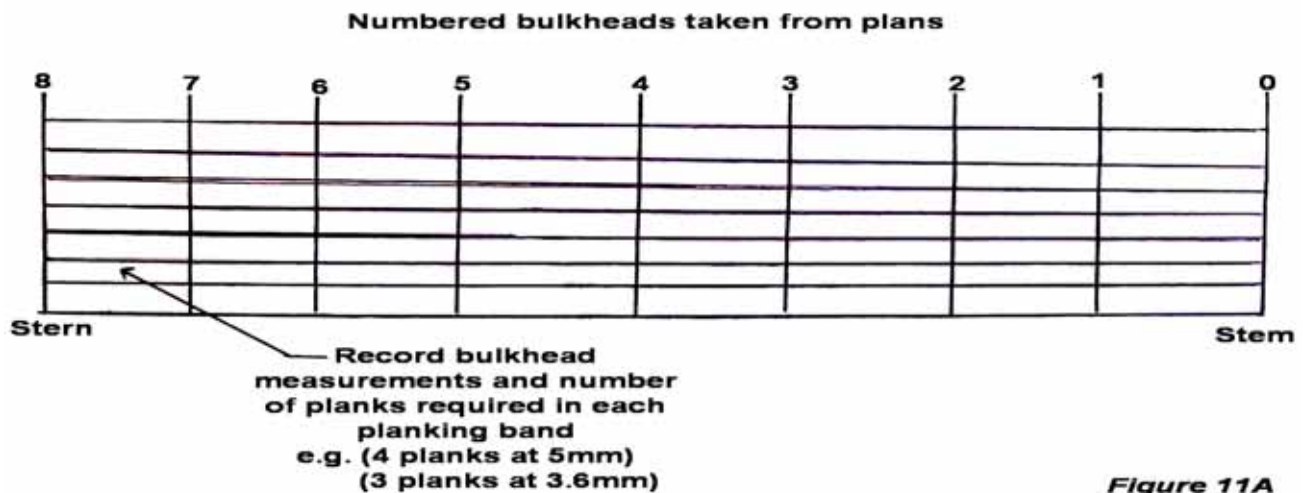 Numbered bulkheads taken from plans
8 7 6 5 4 3 2 1 0
Stern
Stem
Record bulkhead
measurements and number
of planks required in each
planking band
e.g. (4 planks at 5mm)
(3 planks at 3.6mm)
Figure 11A